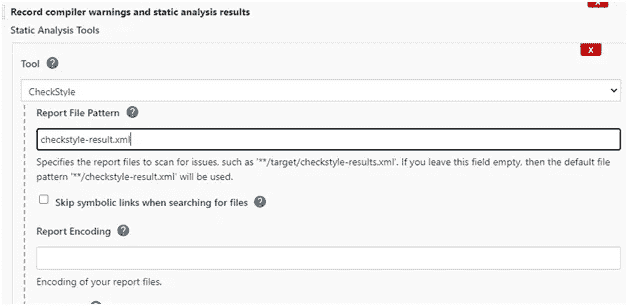 Record compiler warnings and static analysis results
x
Static Analysis Tools
x
Tool ?
CheckStyle
Report File Pattern ?
checkstyle-result.xml
Specifies the report files to scan for issues, such as '**/target/checkstyle-results.xml'. If you leave this field empty, then the default file
pattern '**/checkstyle-result.xml' will be used.
Skip symbolic links when searching for files ?
Report Encoding ?
Encoding of your report files.